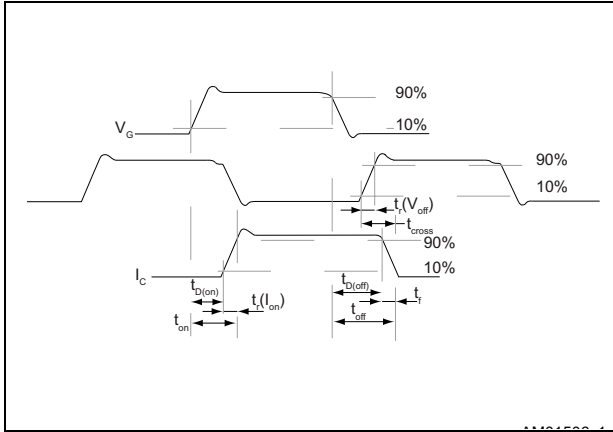 90%
V_G
10%
90%
10%
t_r(V_off)
t_cross
90%
I_C
10%
t_D(on)
t_D(off)
t_f
t_r(I_on)
t_on
t_off